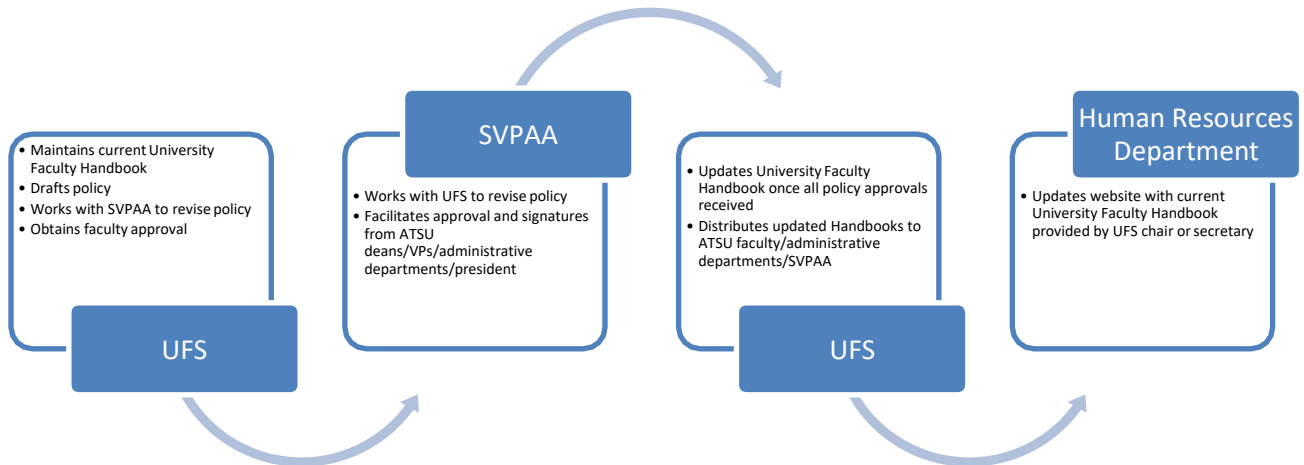 • Maintains current University
Faculty Handbook
• Drafts policy
• Works with SVPAA to revise policy
• Obtains faculty approval
UFS
SVPAA
• Works with UFS to revise policy
• Facilitates approval and signatures
from ATSU
deans/VPs/administrative
departments/president
• Updates University Faculty
Handbook once all policy approvals
received
• Distributes updated Handbooks to
ATSU faculty/administrative
departments/SVPAA
UFS
Human Resources
Department
• Updates website with current
University Faculty Handbook
provided by UFS chair or secretary